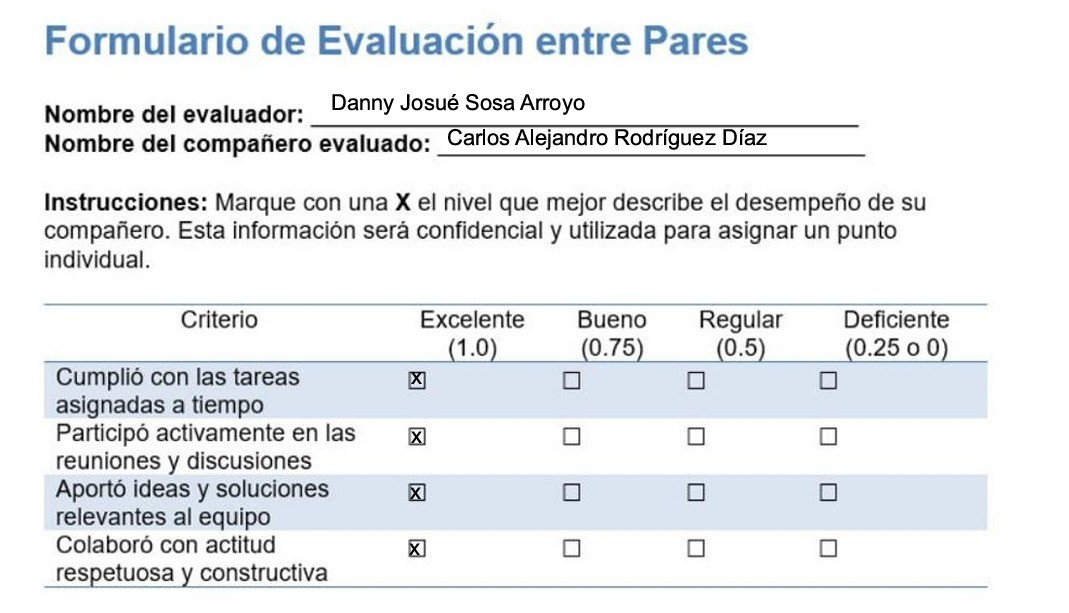 Formulario de Evaluación entre Pares
Nombre del evaluador: Danny Josué Sosa Arroyo
Nombre del compañero evaluado: Carlos Alejandro Rodríguez Díaz
Instrucciones: Marque con una X el nivel que mejor describe el desempeño de su
compañero. Esta información será confidencial y utilizada para asignar un punto
individual.
Criterio Excelente Bueno Regular Deficiente
(1.0) (0.75) (0.5) (0.25 o 0)
Cumplió con las tareas ☒ ☐ ☐ ☐
asignadas a tiempo
Participó activamente en las ☒ ☐ ☐ ☐
reuniones y discusiones
Aportó ideas y soluciones ☒ ☐ ☐ ☐
relevantes al equipo
Colaboró con actitud ☒ ☐ ☐ ☐
respetuosa y constructiva